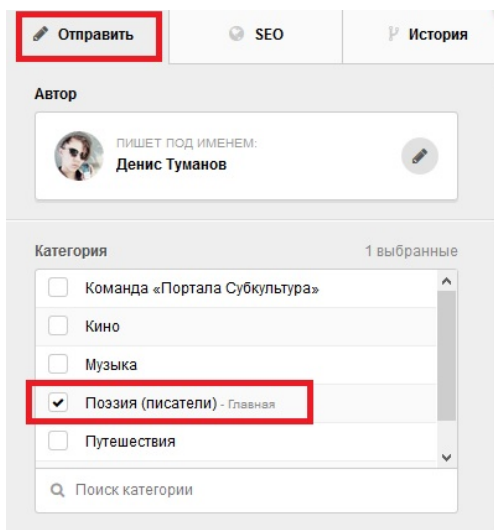 Отправить SEO История
Автор
ПИШЕТ ПОД ИМЕНЕМ:
Денис Туманов
Категория 1 выбранные
Команда «Портала Субкультура»
Кино
Музыка
Поэзия (писатели) - Главная
Путешествия
Поиск категории